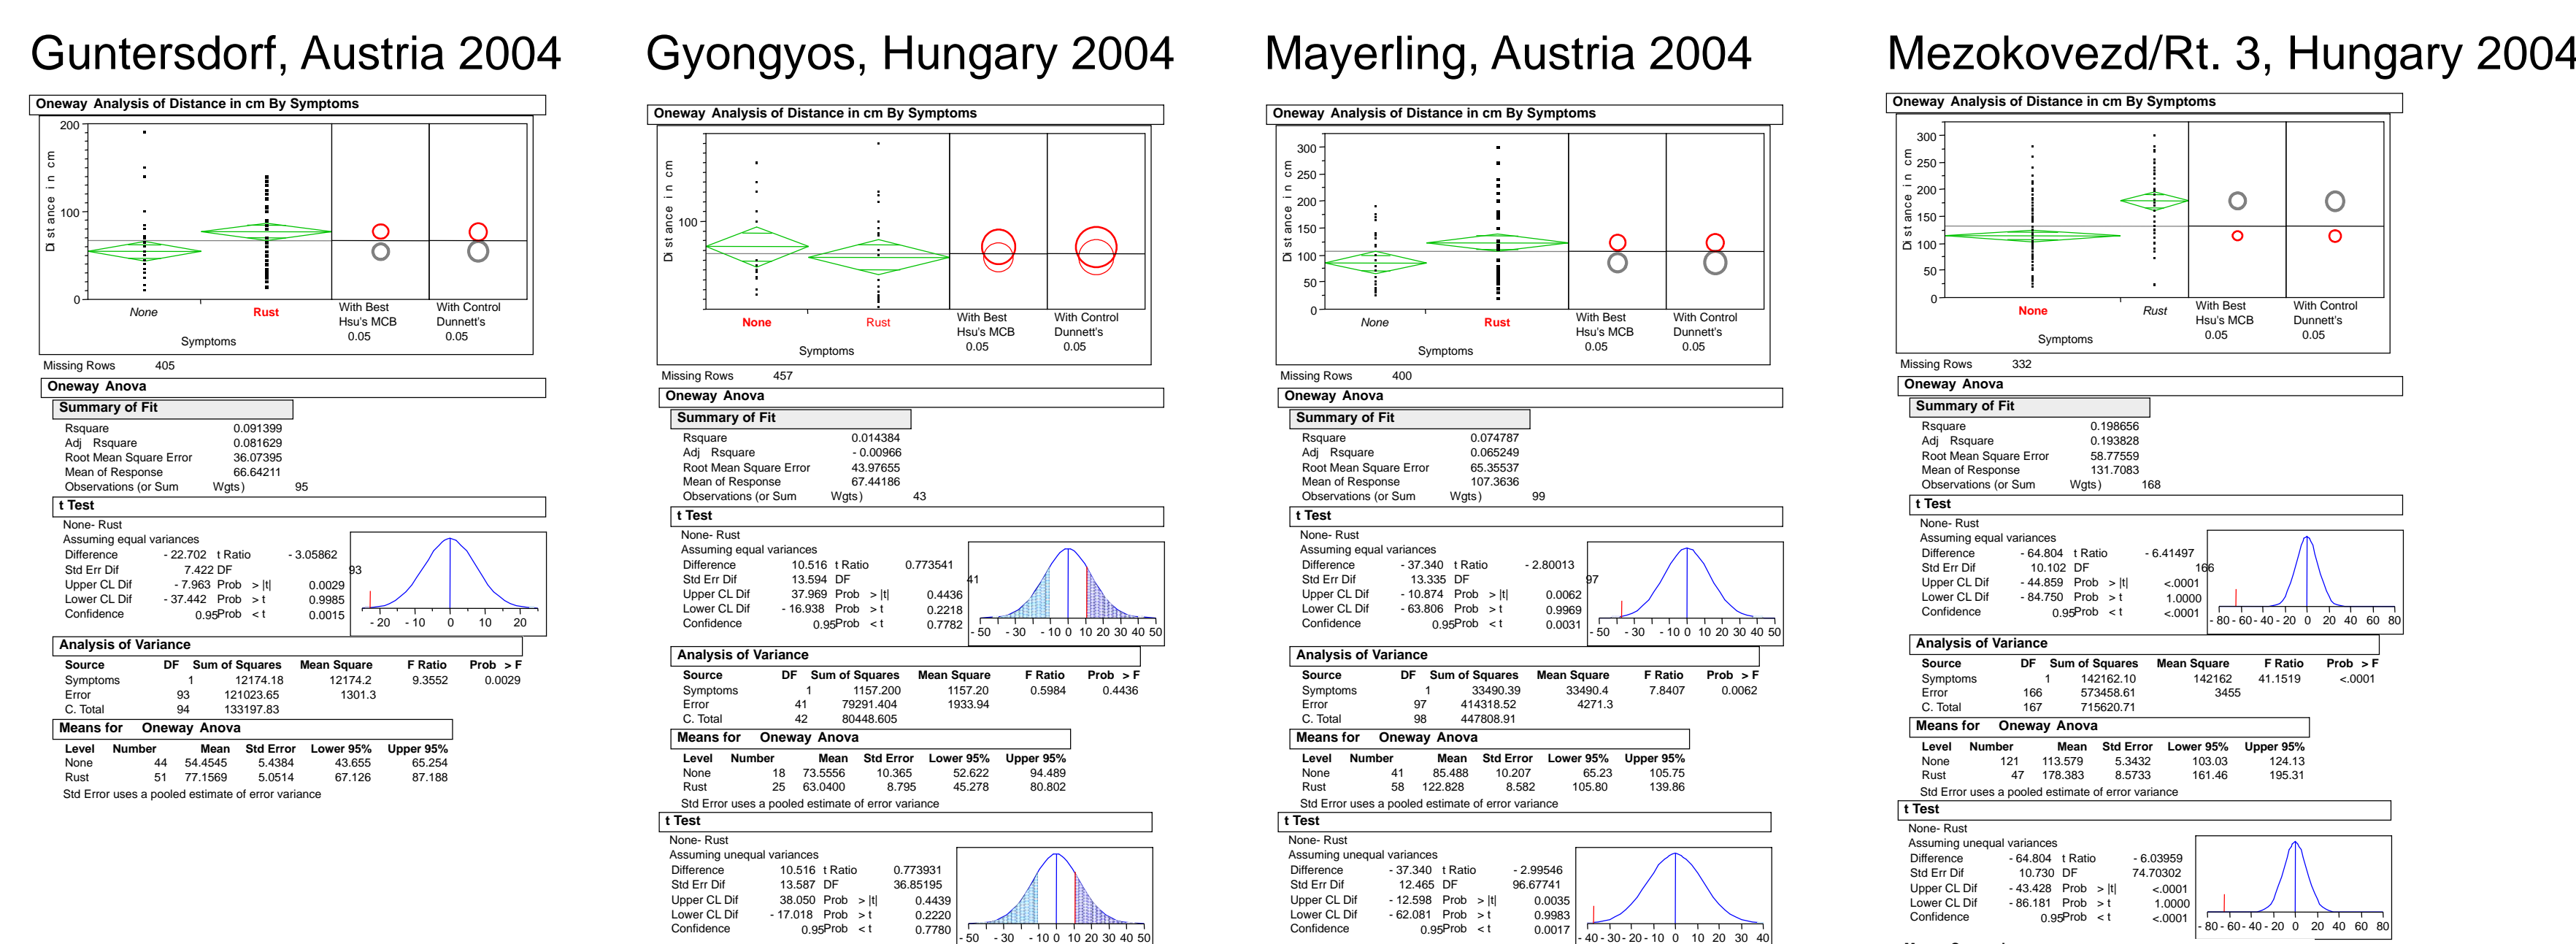 Guntersdorf, Austria 2004
Oneway Analysis of Distance in cm By Symptoms
200
100
0
Distance in cm
None
Rust
With Best
Hsu's MCB
0.05
With Control
Dunnett's
0.05
Symptoms
Missing Rows 405
Oneway Anova
Summary of Fit
Rsquare 0.091399
Adj Rsquare 0.081629
Root Mean Square Error 36.07395
Mean of Response 66.64211
Observations (or Sum Wgts) 95
t Test
None- Rust
Assuming equal variances
Difference - 22.702 t Ratio - 3.05862
Std Err Dif 7.422 DF 93
Upper CL Dif - 7.963 Prob > |t| 0.0029
Lower CL Dif - 37.442 Prob > t 0.9985
Confidence 0.95 Prob < t 0.0015
- 20 - 10 0 10 20
Analysis of Variance
Source DF Sum of Squares Mean Square F Ratio Prob > F
Symptoms 1 12174.18 12174.2 9.3552 0.0029
Error 93 121023.65 1301.3
C. Total 94 133197.83
Means for Oneway Anova
Level Number Mean Std Error Lower 95% Upper 95%
None 44 54.4545 5.4384 43.655 65.254
Rust 51 77.1569 5.0514 67.126 87.188
Std Error uses a pooled estimate of error variance
Gyongyos, Hungary 2004
Oneway Analysis of Distance in cm By Symptoms
100
Distance in cm
None
Rust
With Best
Hsu's MCB
0.05
With Control
Dunnett's
0.05
Symptoms
Missing Rows 457
Oneway Anova
Summary of Fit
Rsquare 0.014384
Adj Rsquare - 0.00966
Root Mean Square Error 43.97655
Mean of Response 67.44186
Observations (or Sum Wgts) 43
t Test
None- Rust
Assuming equal variances
Difference 10.516 t Ratio 0.773541
Std Err Dif 13.594 DF 41
Upper CL Dif 37.969 Prob > |t| 0.4436
Lower CL Dif - 16.938 Prob > t 0.2218
Confidence 0.95 Prob < t 0.7782
- 50 - 30 - 10 0 10 20 30 40 50
Analysis of Variance
Source DF Sum of Squares Mean Square F Ratio Prob > F
Symptoms 1 1157.200 1157.20 0.5984 0.4436
Error 41 79291.404 1933.94
C. Total 42 80448.605
Means for Oneway Anova
Level Number Mean Std Error Lower 95% Upper 95%
None 18 73.5556 10.365 52.622 94.489
Rust 25 63.0400 8.795 45.278 80.802
Std Error uses a pooled estimate of error variance
t Test
None- Rust
Assuming unequal variances
Difference 10.516 t Ratio 0.773931
Std Err Dif 13.587 DF 36.85195
Upper CL Dif 38.050 Prob > |t| 0.4439
Lower CL Dif - 17.018 Prob > t 0.2220
Confidence 0.95 Prob < t 0.7780
- 50 - 30 - 10 0 10 20 30 40 50
Mayerling, Austria 2004
Oneway Analysis of Distance in cm By Symptoms
300
250
200
150
100
50
0
Distance in cm
None
Rust
With Best
Hsu's MCB
0.05
With Control
Dunnett's
0.05
Symptoms
Missing Rows 400
Oneway Anova
Summary of Fit
Rsquare 0.074787
Adj Rsquare 0.065249
Root Mean Square Error 65.35537
Mean of Response 107.3636
Observations (or Sum Wgts) 99
t Test
None- Rust
Assuming equal variances
Difference - 37.340 t Ratio - 2.80013
Std Err Dif 13.335 DF 97
Upper CL Dif - 10.874 Prob > |t| 0.0062
Lower CL Dif - 63.806 Prob > t 0.9969
Confidence 0.95 Prob < t 0.0031
- 50 - 30 - 10 0 10 20 30 40 50
Analysis of Variance
Source DF Sum of Squares Mean Square F Ratio Prob > F
Symptoms 1 33490.39 33490.4 7.8407 0.0062
Error 97 414318.52 4271.3
C. Total 98 447808.91
Means for Oneway Anova
Level Number Mean Std Error Lower 95% Upper 95%
None 41 85.488 10.207 65.23 105.75
Rust 58 122.828 8.582 105.80 139.86
Std Error uses a pooled estimate of error variance
t Test
None- Rust
Assuming unequal variances
Difference - 37.340 t Ratio - 2.99546
Std Err Dif 12.465 DF 96.67741
Upper CL Dif - 12.598 Prob > |t| 0.0035
Lower CL Dif - 62.081 Prob > t 0.9983
Confidence 0.95 Prob < t 0.0017
- 40 - 30 - 20 - 10 0 10 20 30 40
Mezokovezd/Rt. 3, Hungary 2004
Oneway Analysis of Distance in cm By Symptoms
300
250
200
150
100
50
0
Distance in cm
None
Rust
With Best
Hsu's MCB
0.05
With Control
Dunnett's
0.05
Symptoms
Missing Rows 332
Oneway Anova
Summary of Fit
Rsquare 0.198656
Adj Rsquare 0.193828
Root Mean Square Error 58.77559
Mean of Response 131.7083
Observations (or Sum Wgts) 168
t Test
None- Rust
Assuming equal variances
Difference - 64.804 t Ratio - 6.41497
Std Err Dif 10.102 DF 166
Upper CL Dif - 44.859 Prob > |t| <.0001
Lower CL Dif - 84.750 Prob > t 1.0000
Confidence 0.95 Prob < t <.0001
- 80 - 60 - 40 - 20 0 20 40 60 80
Analysis of Variance
Source DF Sum of Squares Mean Square F Ratio Prob > F
Symptoms 1 142162.10 142162 41.1519 <.0001
Error 166 573458.61 3455
C. Total 167 715620.71
Means for Oneway Anova
Level Number Mean Std Error Lower 95% Upper 95%
None 121 113.579 5.3432 103.03 124.13
Rust 47 178.383 8.5733 161.46 195.31
Std Error uses a pooled estimate of error variance
t Test
None- Rust
Assuming unequal variances
Difference - 64.804 t Ratio - 6.03959
Std Err Dif 10.730 DF 74.70302
Upper CL Dif - 43.428 Prob > |t| <.0001
Lower CL Dif - 86.181 Prob > t 1.0000
Confidence 0.95 Prob < t <.0001
- 80 - 60 - 40 - 20 0 20 40 60 80